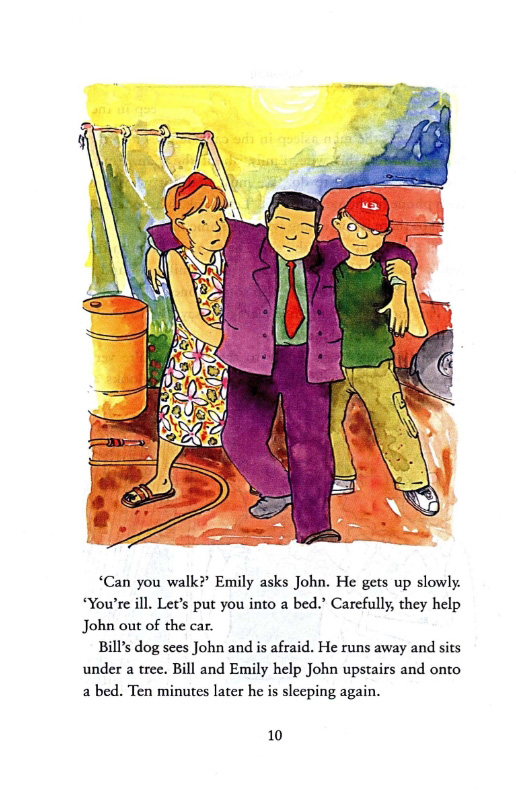 'Can you walk?' Emily asks John. He gets up slowly.
'You're ill. Let's put you into a bed.' Carefully, they help
John out of the car.
Bill's dog sees John and is afraid. He runs away and sits
under a tree. Bill and Emily help John upstairs and onto
a bed. Ten minutes later he is sleeping again.
10